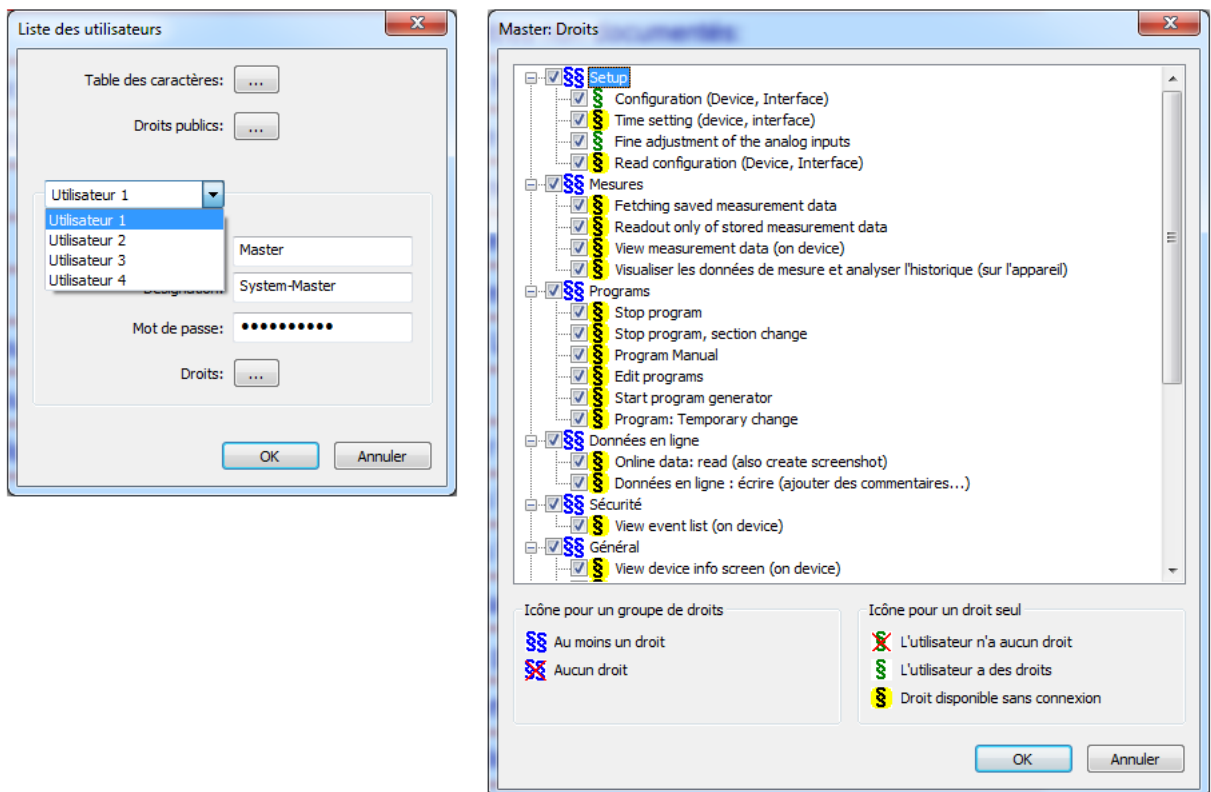 Liste des utilisateurs
Table des caractères: ...
Droits publics: ...
Utilisateur 1
Utilisateur 1
Utilisateur 2
Utilisateur 3
Utilisateur 4
Master
Désignation: System-Master
Mot de passe: ●●●●●●●●●●
Droits: ...
OK Annuler
Master: Droits
§§ Setup
§ Configuration (Device, Interface)
§ Time setting (device, interface)
§ Fine adjustment of the analog inputs
§ Read configuration (Device, Interface)
§§ Mesures
§ Fetching saved measurement data
§ Readout only of stored measurement data
§ View measurement data (on device)
§ Visualiser les données de mesure et analyser l'historique (sur l'appareil)
§§ Programs
§ Stop program
§ Stop program, section change
§ Program Manual
§ Edit programs
§ Start program generator
§ Program: Temporary change
§§ Données en ligne
§ Online data: read (also create screenshot)
§ Données en ligne : écrire (ajouter des commentaires...)
§§ Sécurité
§ View event list (on device)
§§ Général
§ View device info screen (on device)
Icône pour un groupe de droits
§§ Au moins un droit
§§ Aucun droit
Icône pour un droit seul
§ L'utilisateur n'a aucun droit
§ L'utilisateur a des droits
§ Droit disponible sans connexion
OK Annuler